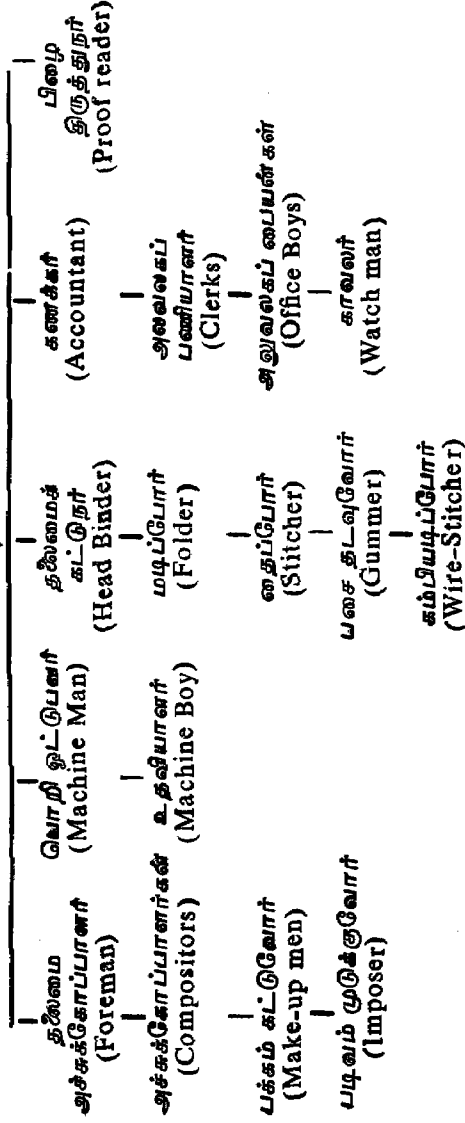 தலைமை
அச்சுக்கோப்பாளர்
(Foreman)
அச்சுக்கோப்பாளர்கள்
(Compositors)
பக்கம் கட்டுவோர்
(Make-up men)
படிவம் முடுக்குவோர்
(Imposer)
பொறி ஓட்டுபவர்
(Machine Man)
உதவியாளர்
(Machine Boy)
தலைமைக்
கட்டுநர்
(Head Binder)
மடிப்போர்
(Folder)
தைப்போர்
(Stitcher)
பசை தடவுவோர்
(Gummer)
கம்பியடிப்போர்
(Wire-Stitcher)
கணக்கர்
(Accountant)
அலவலகப்
பணியாளர்
(Clerks)
அலுவலகப் பையன்கள்
(Office Boys)
காவலர்
(Watch man)
பிழை
திருத்துநர்
(Proof reader)